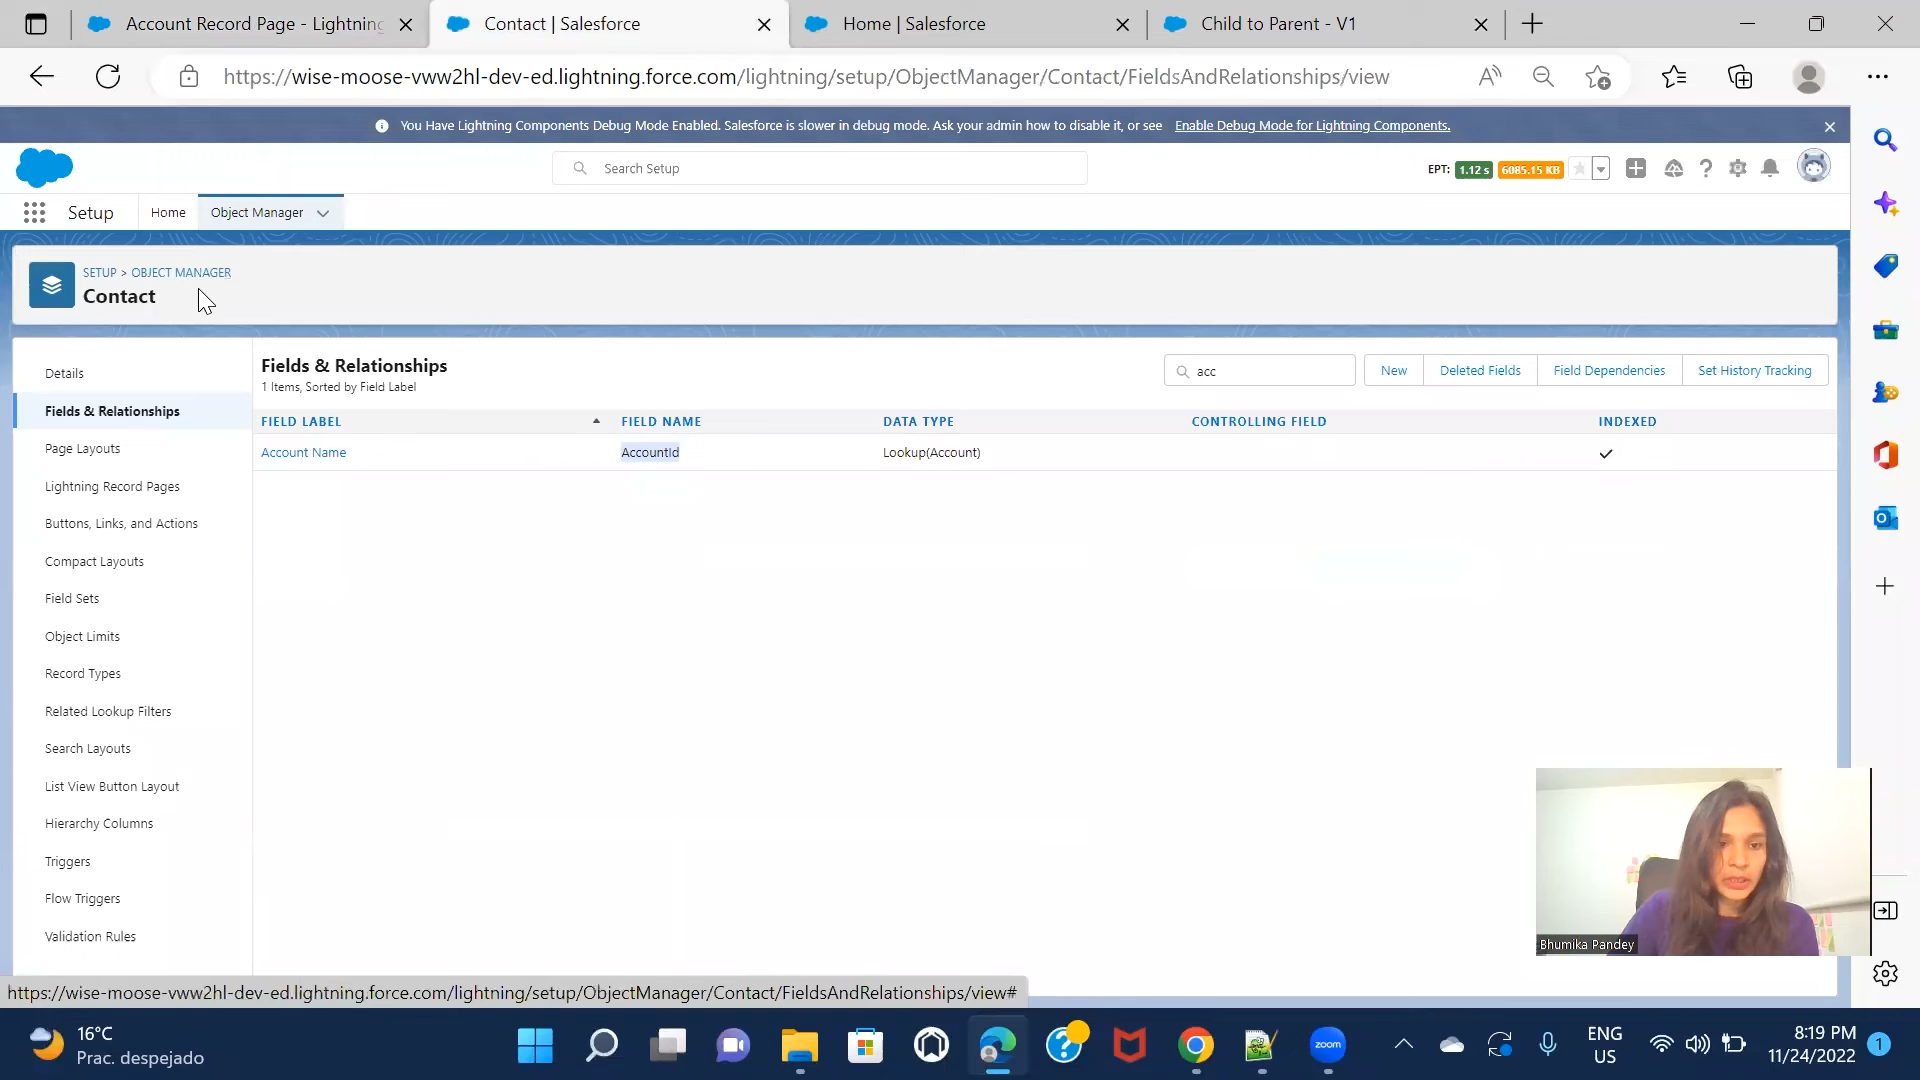 Account Record Page - Lightning
Contact | Salesforce
Home | Salesforce
Child to Parent - V1
https://wise-moose-vww2hl-dev-ed.lightning.force.com/lightning/setup/ObjectManager/Contact/FieldsAndRelationships/view
You Have Lightning Components Debug Mode Enabled. Salesforce is slower in debug mode. Ask your admin how to disable it, or see Enable Debug Mode for Lightning Components.
Search Setup
EPT: 1.12 s 6085.15 KB
Setup
Home
Object Manager
SETUP > OBJECT MANAGER
Contact
Details
Fields & Relationships
Page Layouts
Lightning Record Pages
Buttons, Links, and Actions
Compact Layouts
Field Sets
Object Limits
Record Types
Related Lookup Filters
Search Layouts
List View Button Layout
Hierarchy Columns
Triggers
Flow Triggers
Validation Rules
Fields & Relationships
1 Items, Sorted by Field Label
acc
New
Deleted Fields
Field Dependencies
Set History Tracking
FIELD LABEL FIELD NAME DATA TYPE CONTROLLING FIELD INDEXED
Account Name AccountId Lookup(Account)
Bhumika Pandey
https://wise-moose-vww2hl-dev-ed.lightning.force.com/lightning/setup/ObjectManager/Contact/FieldsAndRelationships/view#
16°C
Prac. despejado
zoom
ENG
US
8:19 PM
11/24/2022
1